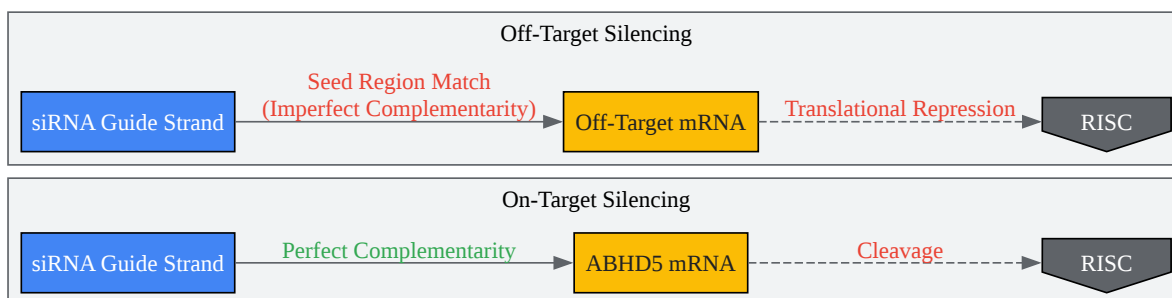 Off-Target Silencing
siRNA Guide Strand
Seed Region Match
(Imperfect Complementarity)
Off-Target mRNA
Translational Repression
RISC
On-Target Silencing
siRNA Guide Strand
Perfect Complementarity
ABHD5 mRNA
Cleavage
RISC